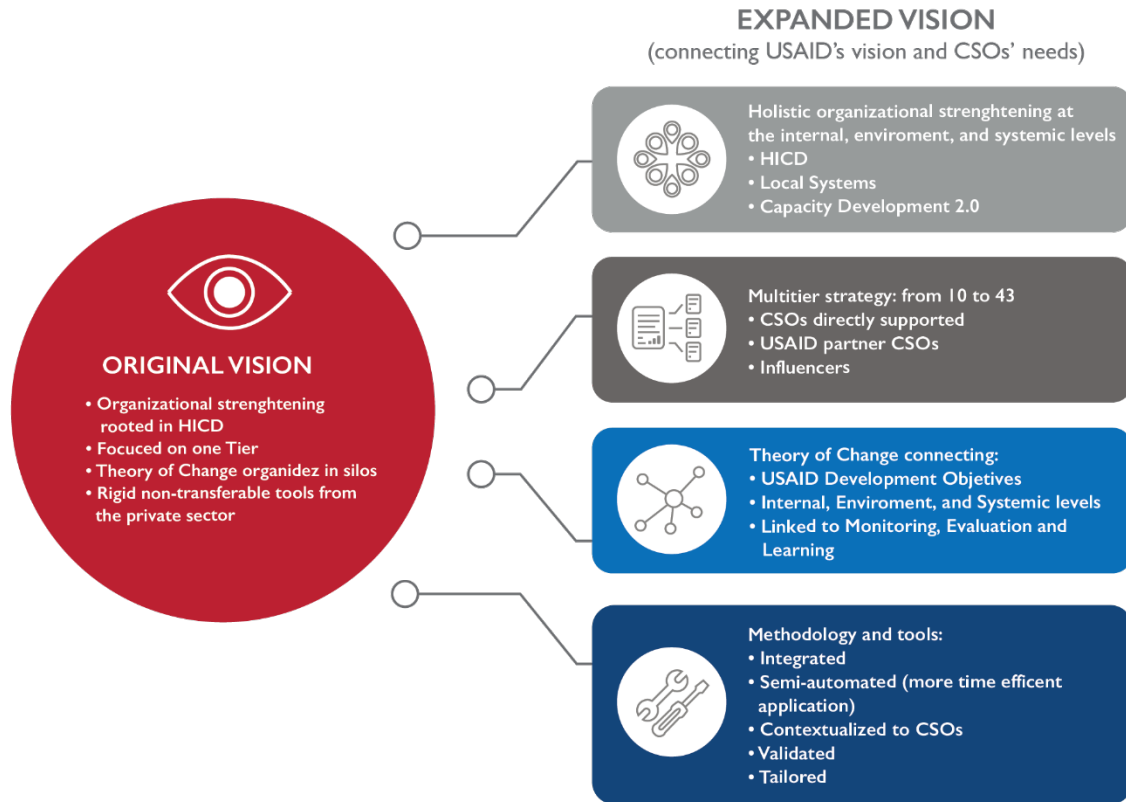 EXPANDED VISION
(connecting USAID's vision and CSOs' needs)
ORIGINAL VISION
• Organizational strenghtening
rooted in HICD
• Focuced on one Tier
• Theory of Change organidez in silos
• Rigid non-transferable tools from
the private sector
Holistic organizational strenghtening at
the internal, enviroment, and systemic levels
• HICD
• Local Systems
• Capacity Development 2.0
Multitier strategy: from 10 to 43
• CSOs directly supported
• USAID partner CSOs
• Influencers
Theory of Change connecting:
• USAID Development Objetives
• Internal, Enviroment, and Systemic levels
• Linked to Monitoring, Evaluation and
Learning
Methodology and tools:
• Integrated
• Semi-automated (more time efficent
application)
• Contextualized to CSOs
• Validated
• Tailored